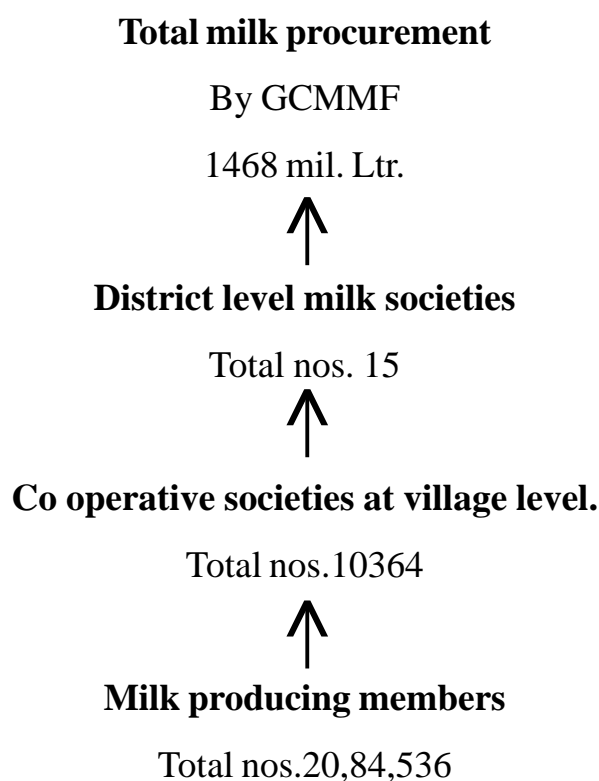 Total milk procurement
By GCMMF
1468 mil. Ltr.
District level milk societies
Total nos. 15
Co operative societies at village level.
Total nos.10364
Milk producing members
Total nos.20,84,536